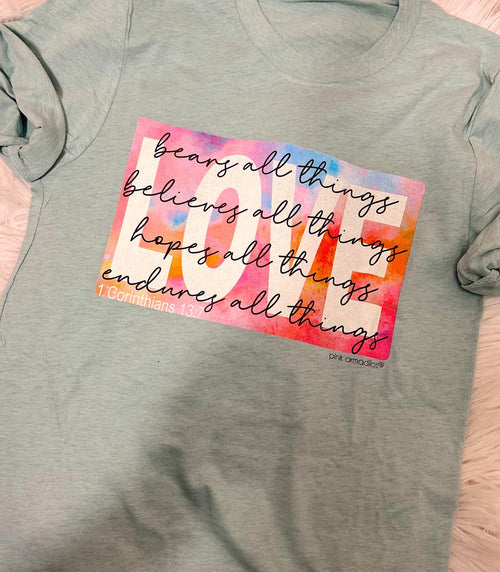 LOVE
bears all things
believes all things
hopes all things
endures all things
1 Corinthians 13:7
pink armadillos®